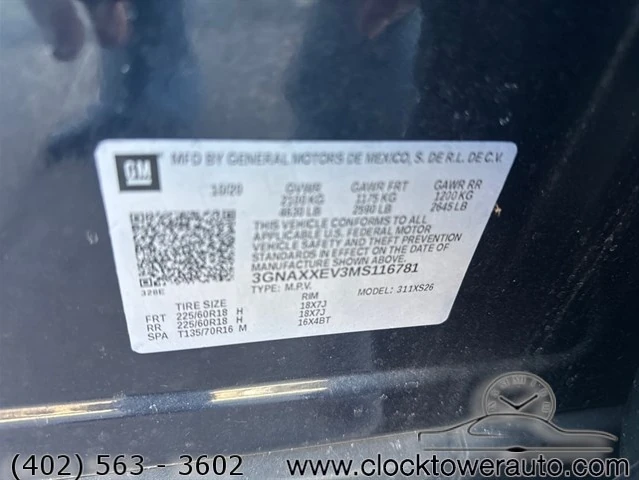 GM
MFD BY GENERAL MOTORS DE MEXICO, S. DE R.L. DE C.V.
10/20 GVWR GAWR FRT GAWR RR
2100 KG 1175 KG 1200 KG
4630 LB 2590 LB 2645 LB
THIS VEHICLE CONFORMS TO ALL
U.S./VEHICLE SAFETY, FEDERAL MOTOR
VEHICLE SAFETY AND THEFT PREVENTION
STANDARDS IN EFFECT ON THE DATE OF
MANUFACTURE SHOWN ABOVE.
3GNAXXEV3MS116781
TYPE: M.P.V. MODEL: 311XS26
328E
TIRE SIZE RIM
FRT 225/60R18 H 18X7J
RR 225/60R18 H 18X7J
SPA T135/70R16 M 16X4BT
(402) 563 - 3602 www.clocktowerauto.com